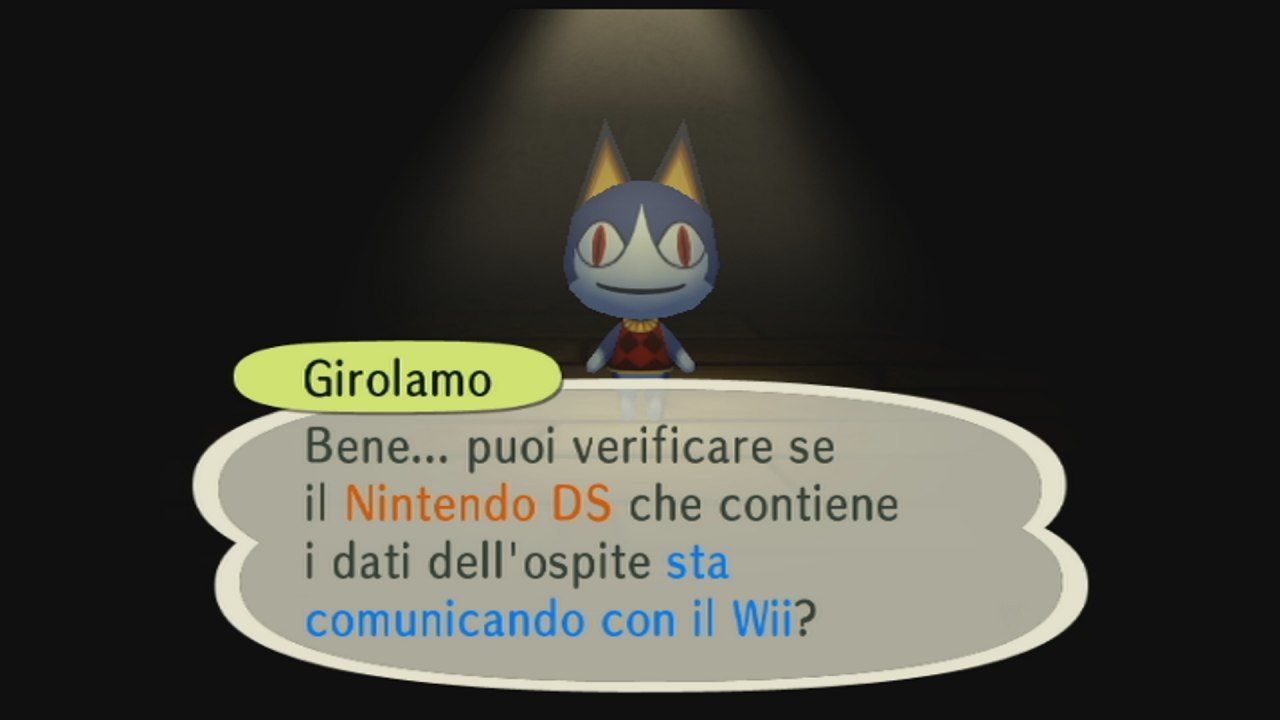 Girolamo
Bene... puoi verificare se
il Nintendo DS che contiene
i dati dell'ospite sta
comunicando con il Wii?